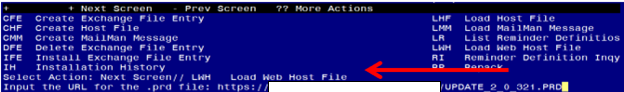 + + Next Screen - Prev Screen ?? More Actions
CFE Create Exchange File Entry LHF Load Host File
CHF Create Host File LMM Load MailMan Message
CMM Create MailMan Message LR List Reminder Definitions
DFE Delete Exchange File Entry LWH Load Web Host File
IFE Install Exchange File Entry RI Reminder Definition Inqy
IH Installation History RP Repack
Select Action: Next Screen// LWH Load Web Host File
Input the URL for the .prd file: https:// /UPDATE_2_0_321.PRD